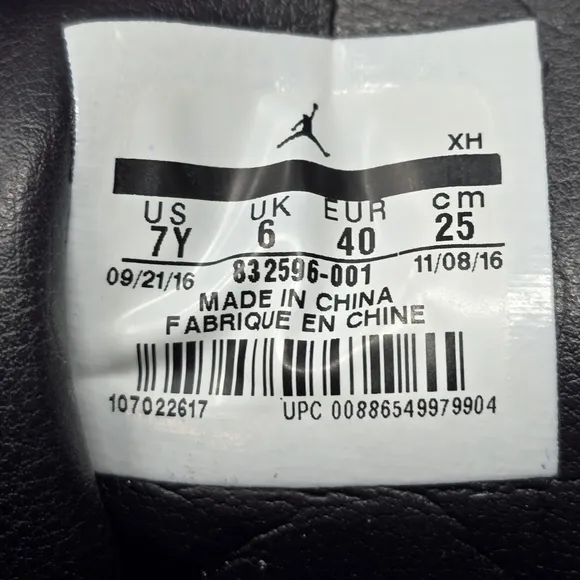 XH
US UK EUR cm
7Y 6 40 25
09/21/16 832596-001 11/08/16
MADE IN CHINA
FABRIQUE EN CHINE
107022617 UPC 00886549979904